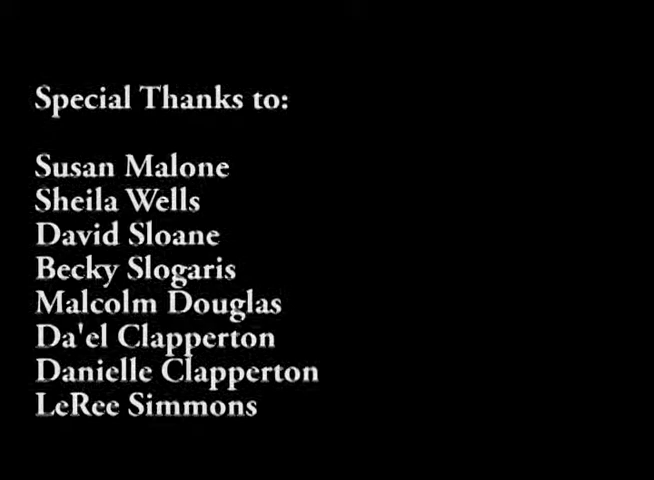 Special Thanks to:
Susan Malone
Sheila Wells
David Sloane
Becky Slogaris
Malcolm Douglas
Da'el Clapperton
Danielle Clapperton
LeRee Simmons